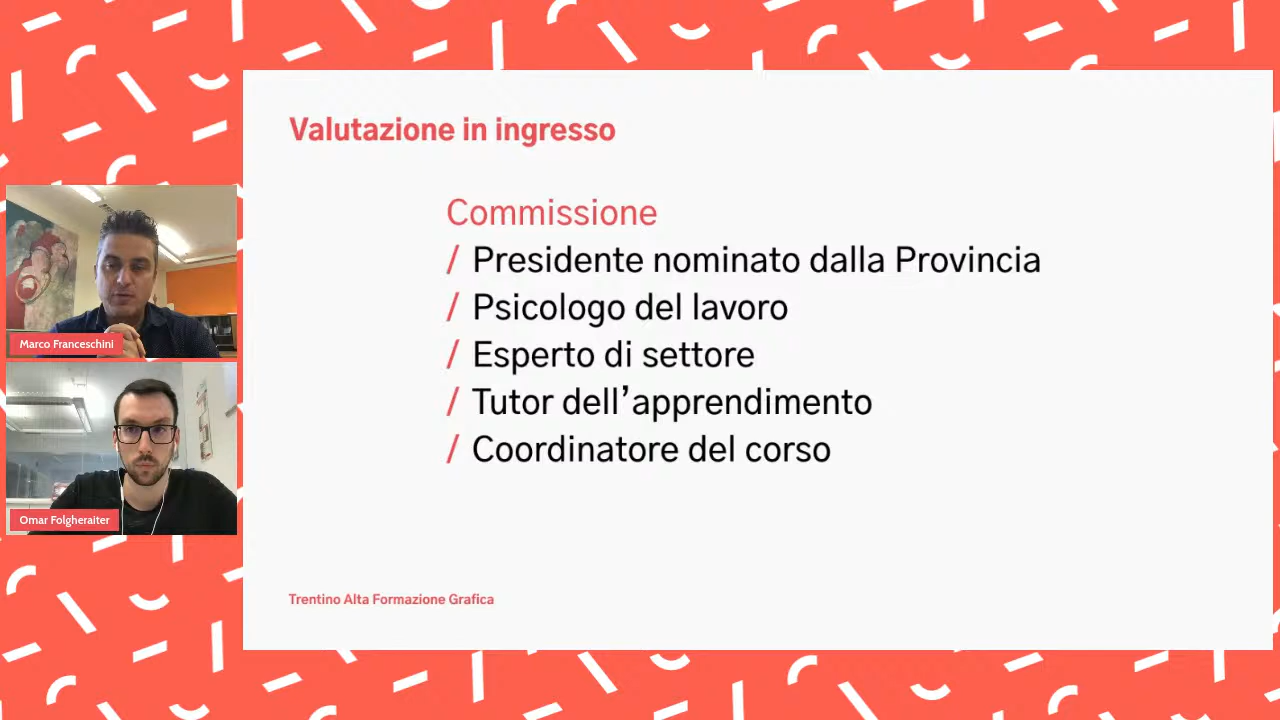 Valutazione in ingresso
Commissione
/ Presidente nominato dalla Provincia
/ Psicologo del lavoro
/ Esperto di settore
/ Tutor dell’apprendimento
/ Coordinatore del corso
Trentino Alta Formazione Grafica
Marco Franceschini
Omar Folgheraiter